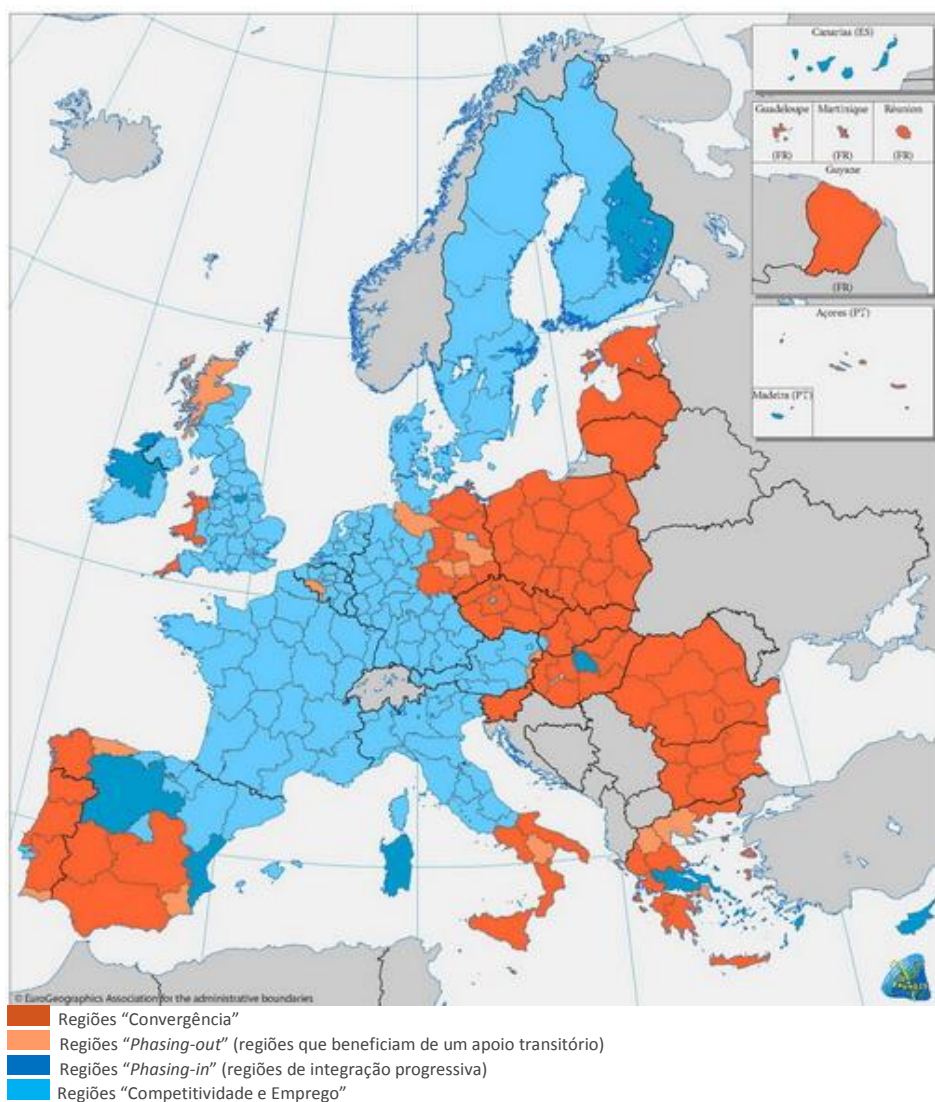 Canarias (ES)
Guadeloupe
Martinique
Réunion
(FR)
(FR)
(FR)
Guyane
(FR)
Açores (PT)
Madeira (PT)
© EuroGeographics Association for the administrative boundaries
Regiões “Convergência”
Regiões “Phasing-out” (regiões que beneficiam de um apoio transitório)
Regiões “Phasing-in” (regiões de integração progressiva)
Regiões “Competitividade e Emprego”